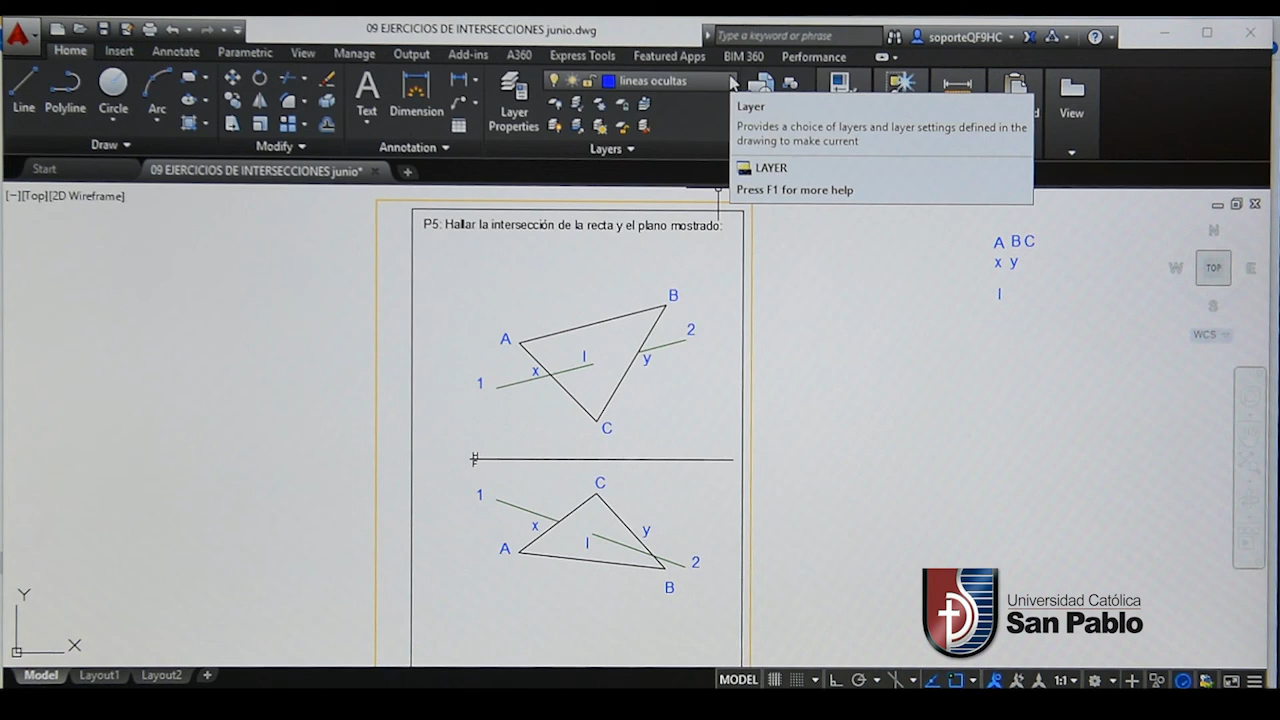 09 EJERCICIOS DE INTERSECCIONES junio.dwg
Type a keyword or phrase
soporteQF9HC
Home Insert Annotate Parametric View Manage Output Add-ins A360 Express Tools Featured Apps BIM 360 Performance
lineas ocultas
Line Polyline Circle Arc Text Dimension Layer Properties View
Draw Modify Annotation Layers
Layer
Provides a choice of layers and layer settings defined in the
drawing to make current
LAYER
Press F1 for more help
Start 09 EJERCICIOS DE INTERSECCIONES junio*
[−][Top][2D Wireframe]
P5: Hallar la intersección de la recta y el plano mostrado:
A B C
x y
I
N
W TOP E
S
WCS
B
2
A
I
y
x
1
C
H
F
C
1
x
y
I
A
2
B
Y
X
Universidad Católica
San Pablo
Model Layout1 Layout2
MODEL 1:1